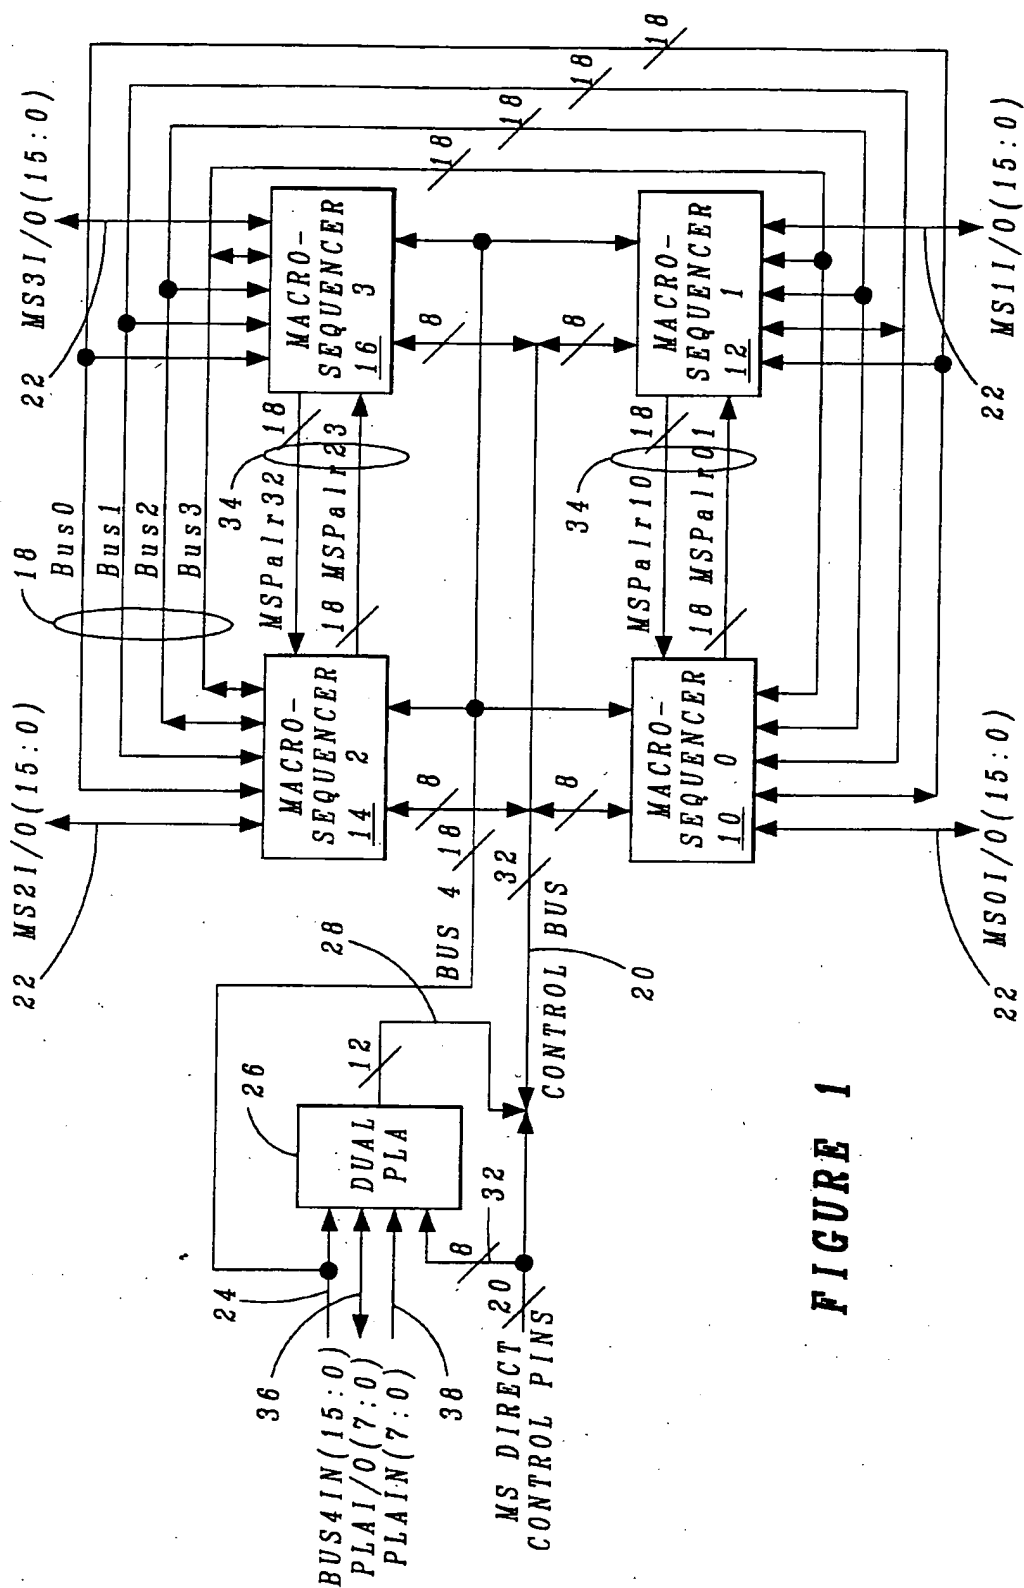 MS2I/O(15:0)
MS3I/O(15:0)
22
22
18
Bus0
Bus1
Bus2
Bus3
18
18
18
18
MACRO-
SEQUENCER
2
14
MSPair32
18
34
18
MSPair23
MACRO-
SEQUENCER
3
16
26
DUAL
PLA
12
28
BUS 4
18
8
8
BUS4IN(15:0)
PLAI/O(7:0)
PLAIN(7:0)
24
36
38
8
32
MS DIRECT
CONTROL PINS
20
CONTROL BUS
20
32
8
8
MACRO-
SEQUENCER
0
10
MSPair10
18
34
18
MSPair01
MACRO-
SEQUENCER
1
12
22
MS0I/O(15:0)
22
MS1I/O(15:0)
FIGURE 1